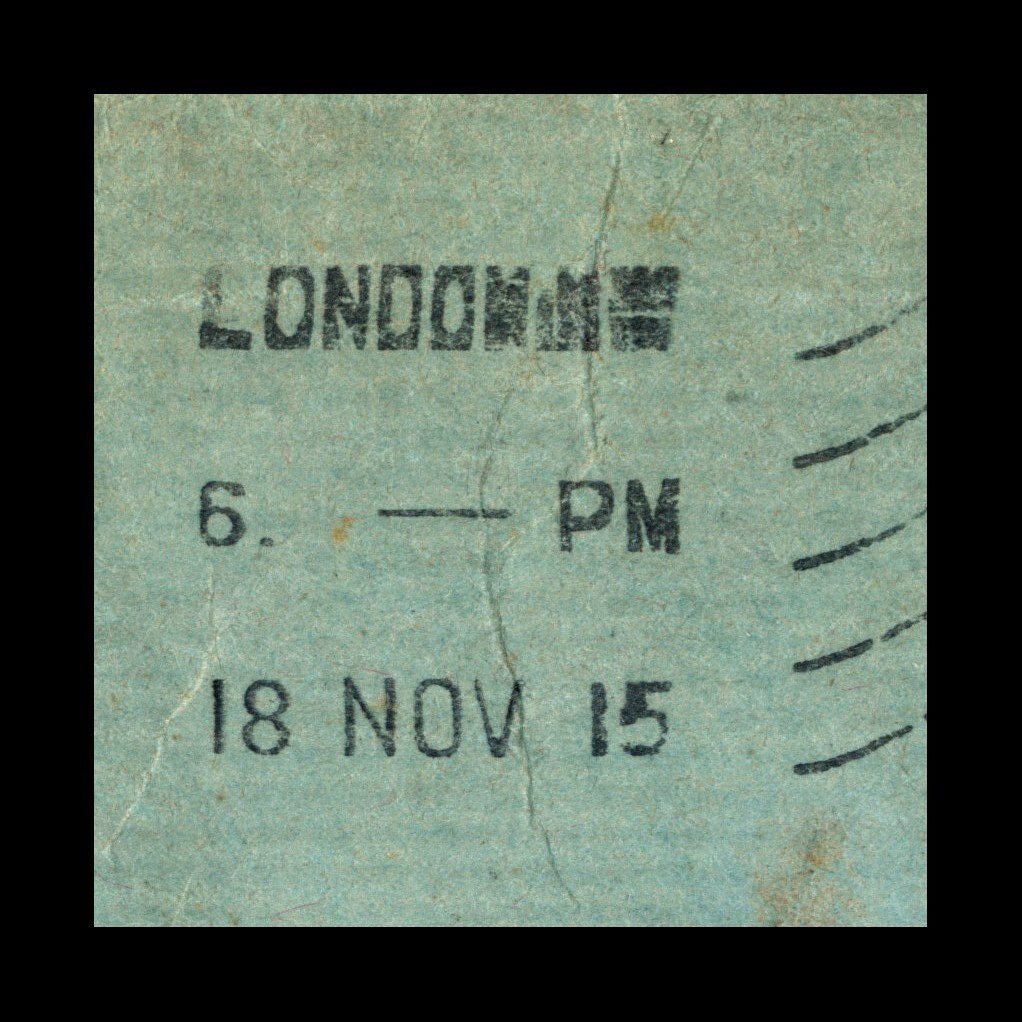 LONDON
6. — PM
18 NOV 15